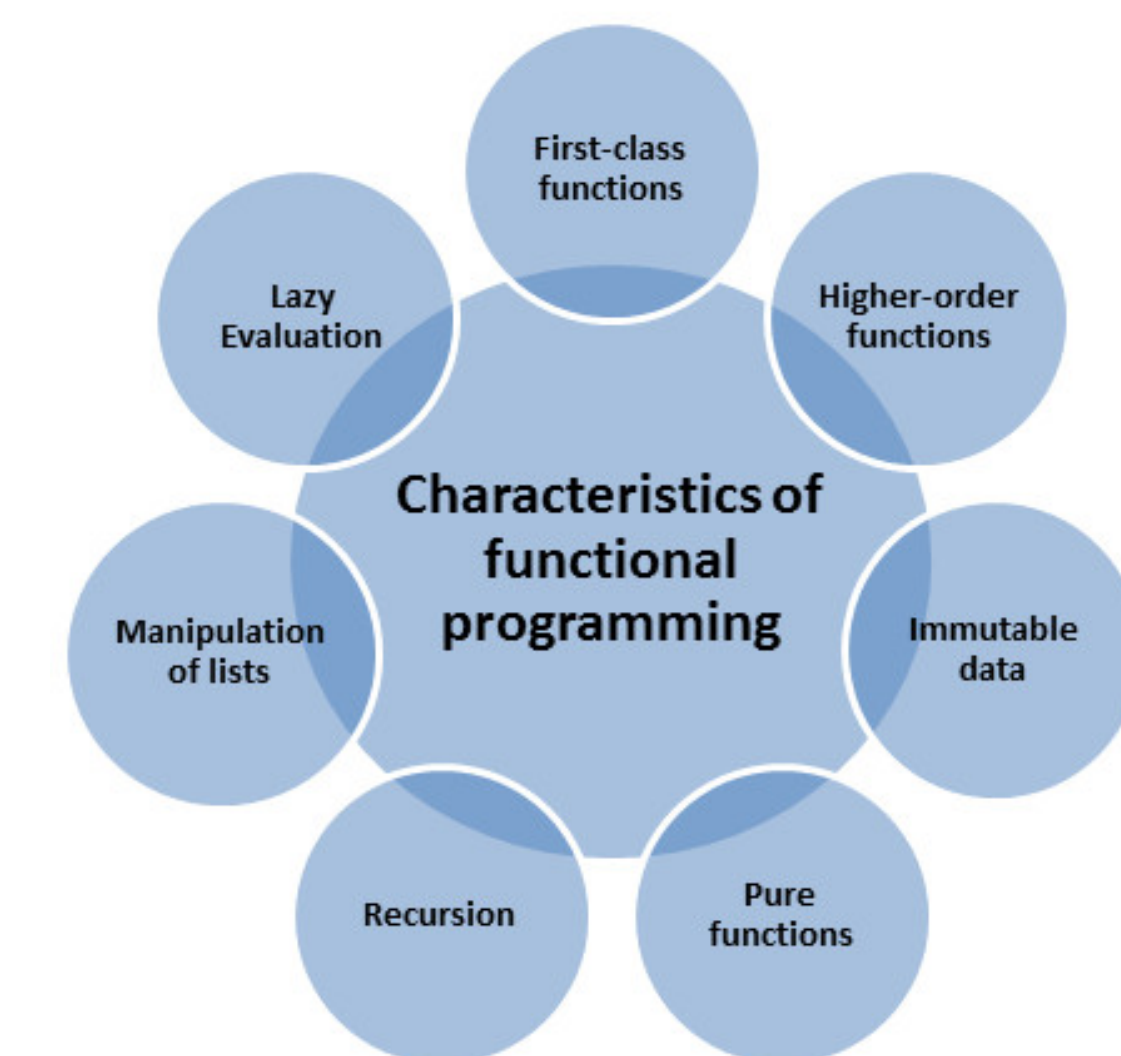 First-class
functions
Higher-order
functions
Immutable
data
Pure
functions
Recursion
Manipulation
of lists
Lazy
Evaluation
Characteristics of
functional
programming